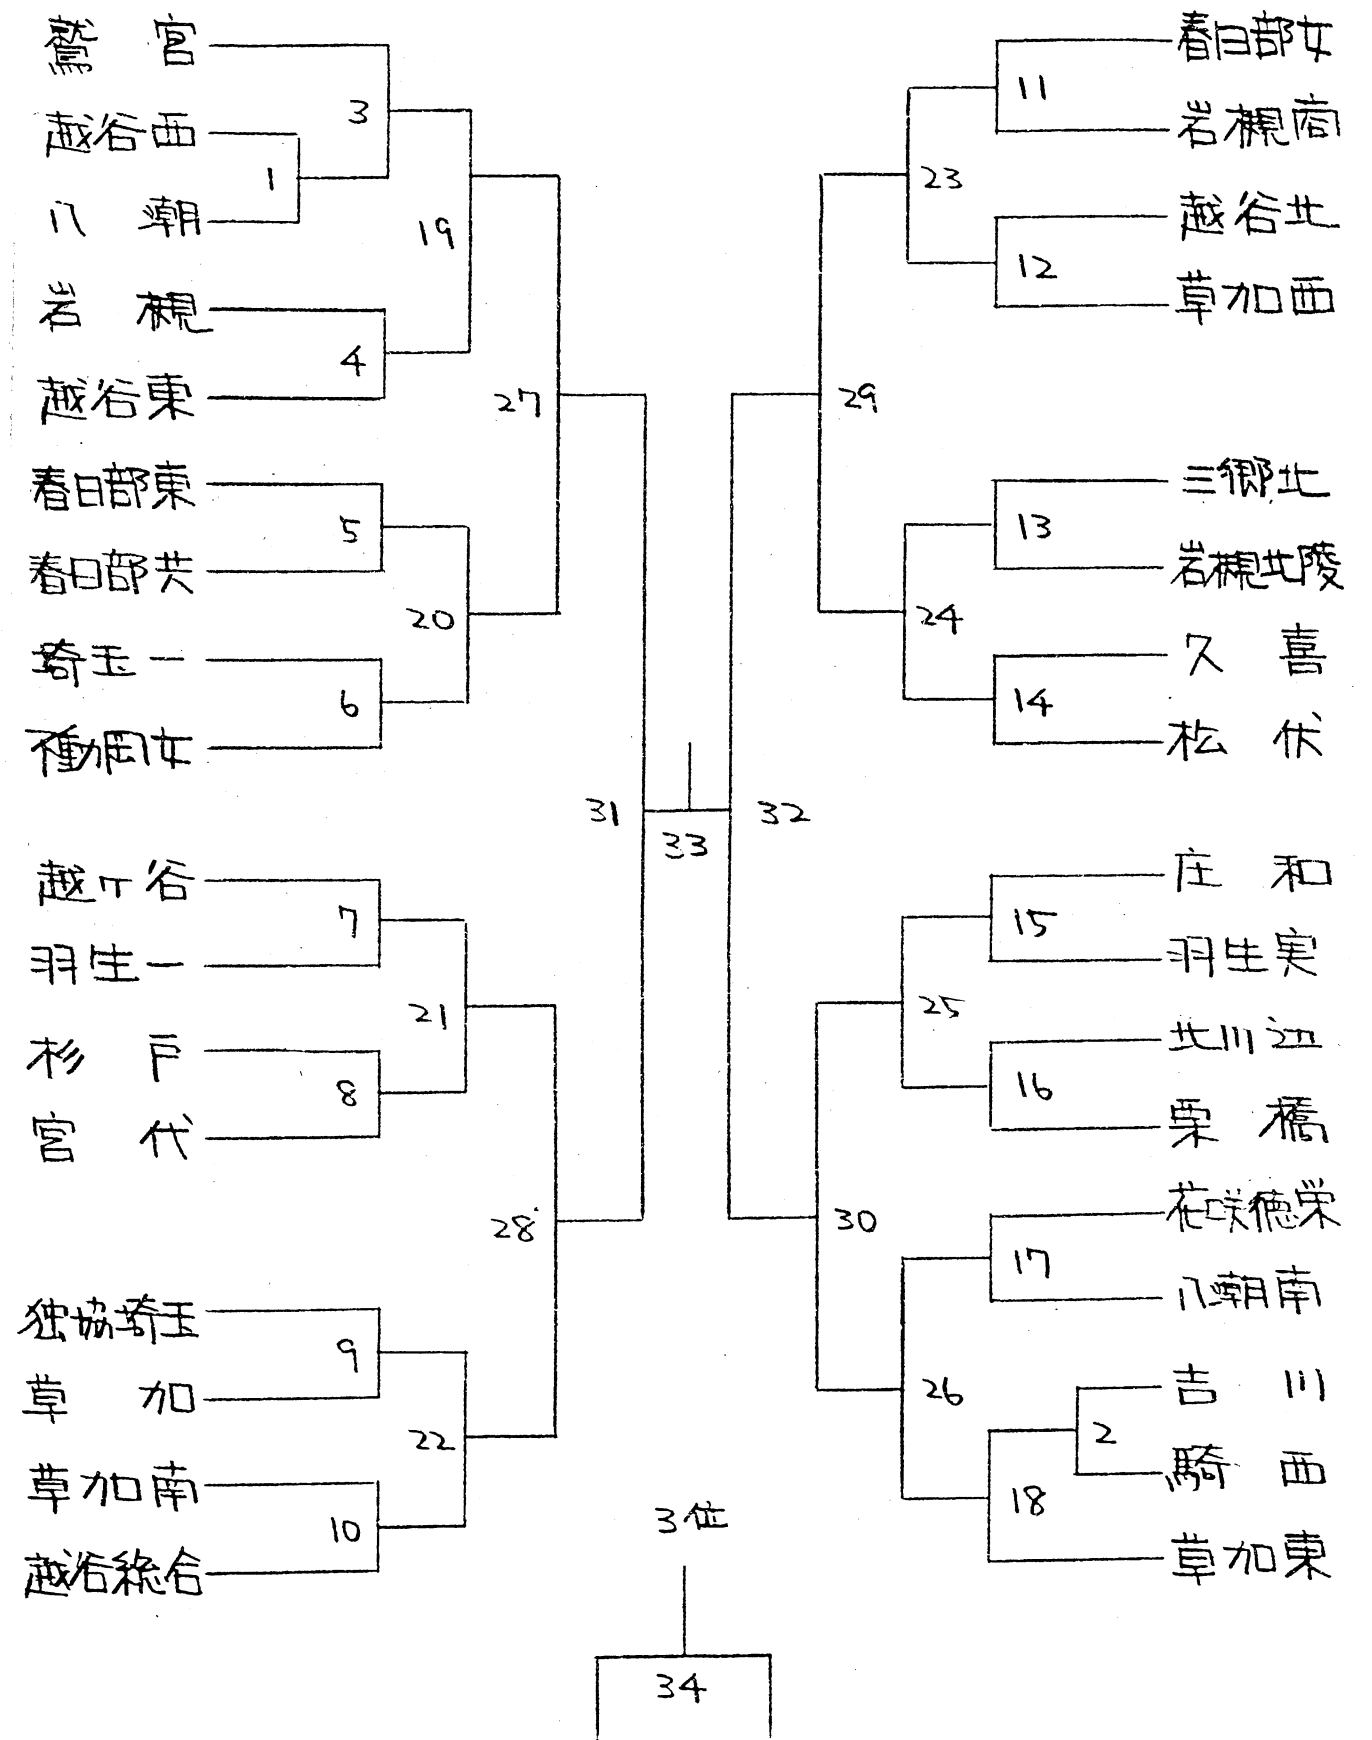 鷲宮
3
越谷西
1
八潮
19
岩槻
4
越谷東
27
春日部東
5
春日部共
20
埼玉一
6
不動岡女
31
越ヶ谷
7
羽生一
21
杉戸
8
宮代
28
独協埼玉
9
草加
22
草加南
10
越谷総合
33
春日部女
11
岩槻商
23
越谷北
12
草加西
29
三郷北
13
岩槻北陵
24
久喜
14
松伏
32
庄和
15
羽生実
25
北川辺
16
栗橋
30
花咲徳栄
17
八潮南
26
吉川
2
騎西
18
草加東
3位
34